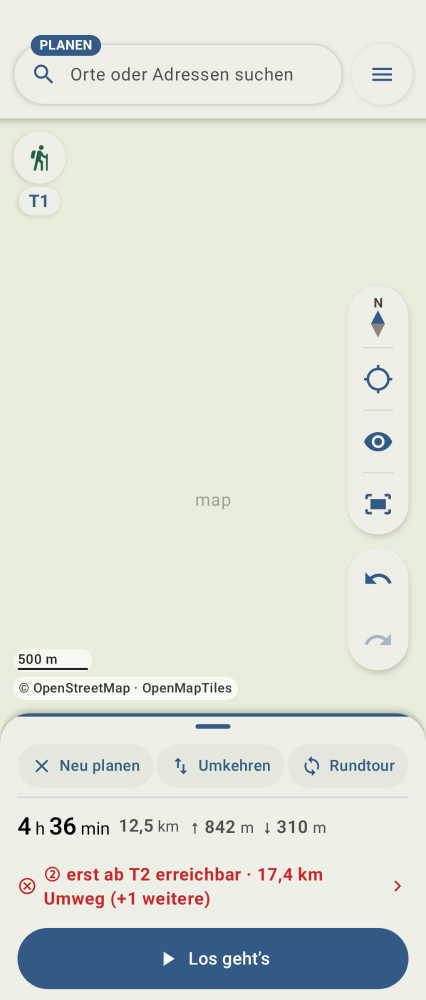 PLANEN
Orte oder Adressen suchen
T1
N
map
500 m
© OpenStreetMap · OpenMapTiles
Neu planen
Umkehren
Rundtour
4 h 36 min 12,5 km ↑ 842 m ↓ 310 m
② erst ab T2 erreichbar · 17,4 km
Umweg (+1 weitere)
Los geht’s